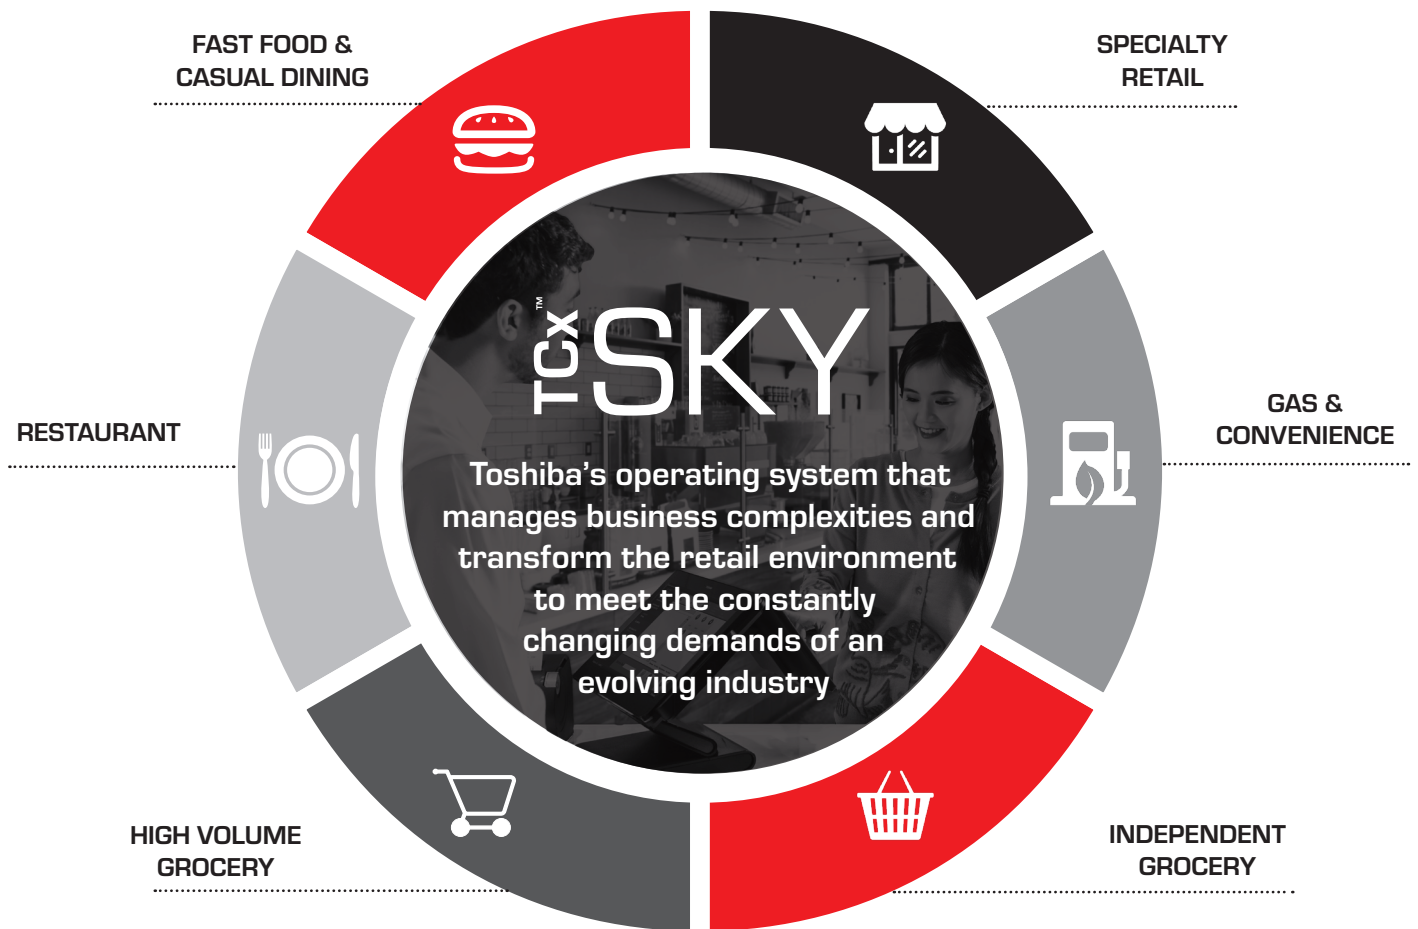 FAST FOOD &
CASUAL DINING
SPECIALTY
RETAIL
TCx™
SKY
RESTAURANT
GAS &
CONVENIENCE
Toshiba's operating system that
manages business complexities and
transform the retail environment
to meet the constantly
changing demands of an
evolving industry
HIGH VOLUME
GROCERY
INDEPENDENT
GROCERY